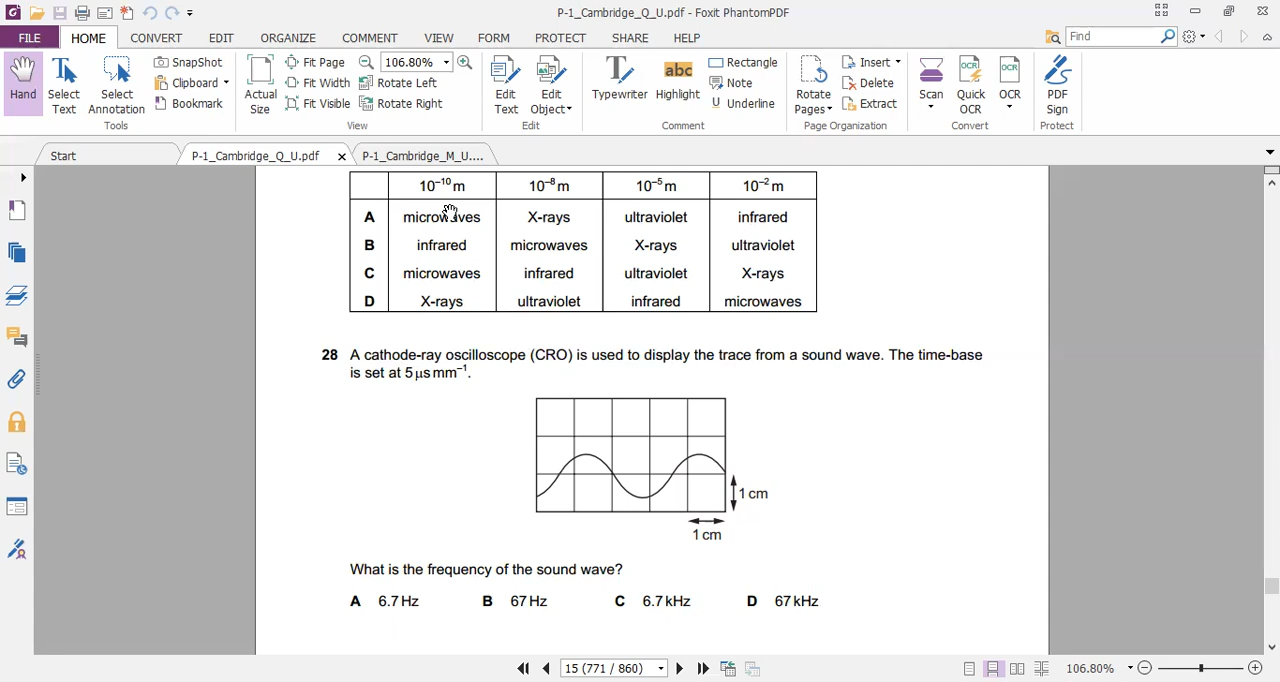 P-1_Cambridge_Q_U.pdf - Foxit PhantomPDF
FILE HOME CONVERT EDIT ORGANIZE COMMENT VIEW FORM PROTECT SHARE HELP Find
Hand
Select Text
Select Annotation
SnapShot
Clipboard
Bookmark
Tools
Actual Size
Fit Page
Fit Width
Fit Visible
106.80%
Rotate Left
Rotate Right
View
Edit Text
Edit Object
Edit
Typewriter
abc
Highlight
Rectangle
Note
U Underline
Comment
Rotate Pages
Insert
Delete
Extract
Page Organization
Scan
OCR
Quick OCR
OCR
OCR
Convert
PDF Sign
Protect
Start P-1_Cambridge_Q_U.pdf P-1_Cambridge_M_U....
10⁻¹⁰ m 10⁻⁸ m 10⁻⁵ m 10⁻² m
A microwaves X-rays ultraviolet infrared
B infrared microwaves X-rays ultraviolet
C microwaves infrared ultraviolet X-rays
D X-rays ultraviolet infrared microwaves
28 A cathode-ray oscilloscope (CRO) is used to display the trace from a sound wave. The time-base
is set at 5 μs mm⁻¹.
1 cm
1 cm
What is the frequency of the sound wave?
A 6.7 Hz B 67 Hz C 6.7 kHz D 67 kHz
15 (771 / 860) 106.80%